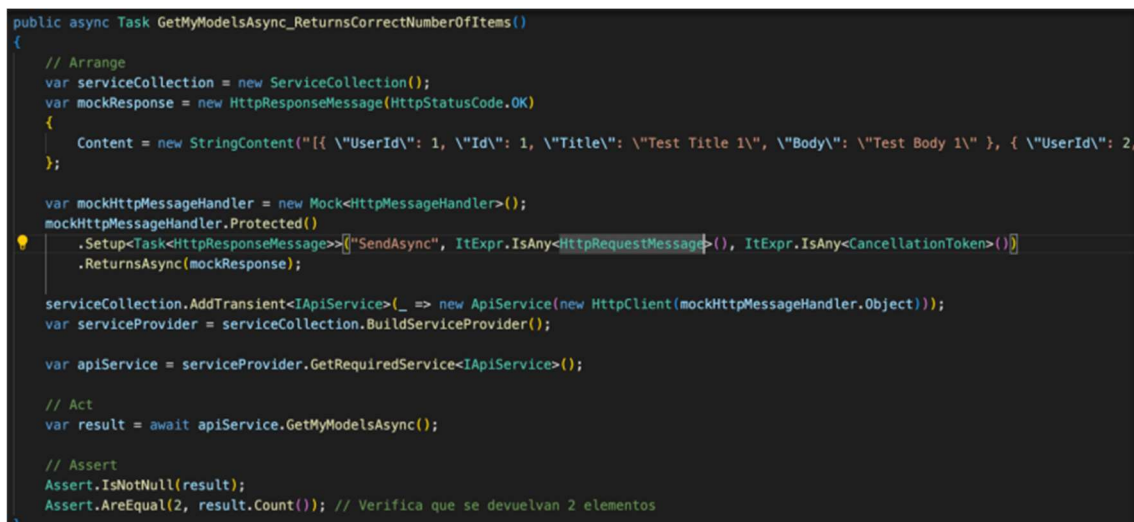 public async Task GetMyModelsAsync_ReturnsCorrectNumberOfItems()
{
// Arrange
var serviceCollection = new ServiceCollection();
var mockResponse = new HttpResponseMessage(HttpStatusCode.OK)
{
Content = new StringContent("[{ \"UserId\": 1, \"Id\": 1, \"Title\": \"Test Title 1\", \"Body\": \"Test Body 1\" }, { \"UserId\": 2,
};
var mockHttpMessageHandler = new Mock<HttpMessageHandler>();
mockHttpMessageHandler.Protected()
.Setup<Task<HttpResponseMessage>>("SendAsync", ItExpr.IsAny<HttpRequestMessage>(), ItExpr.IsAny<CancellationToken>())
.ReturnsAsync(mockResponse);
serviceCollection.AddTransient<IApiService>(_ => new ApiService(new HttpClient(mockHttpMessageHandler.Object)));
var serviceProvider = serviceCollection.BuildServiceProvider();
var apiService = serviceProvider.GetRequiredService<IApiService>();
// Act
var result = await apiService.GetMyModelsAsync();
// Assert
Assert.IsNotNull(result);
Assert.AreEqual(2, result.Count()); // Verifica que se devuelvan 2 elementos
}